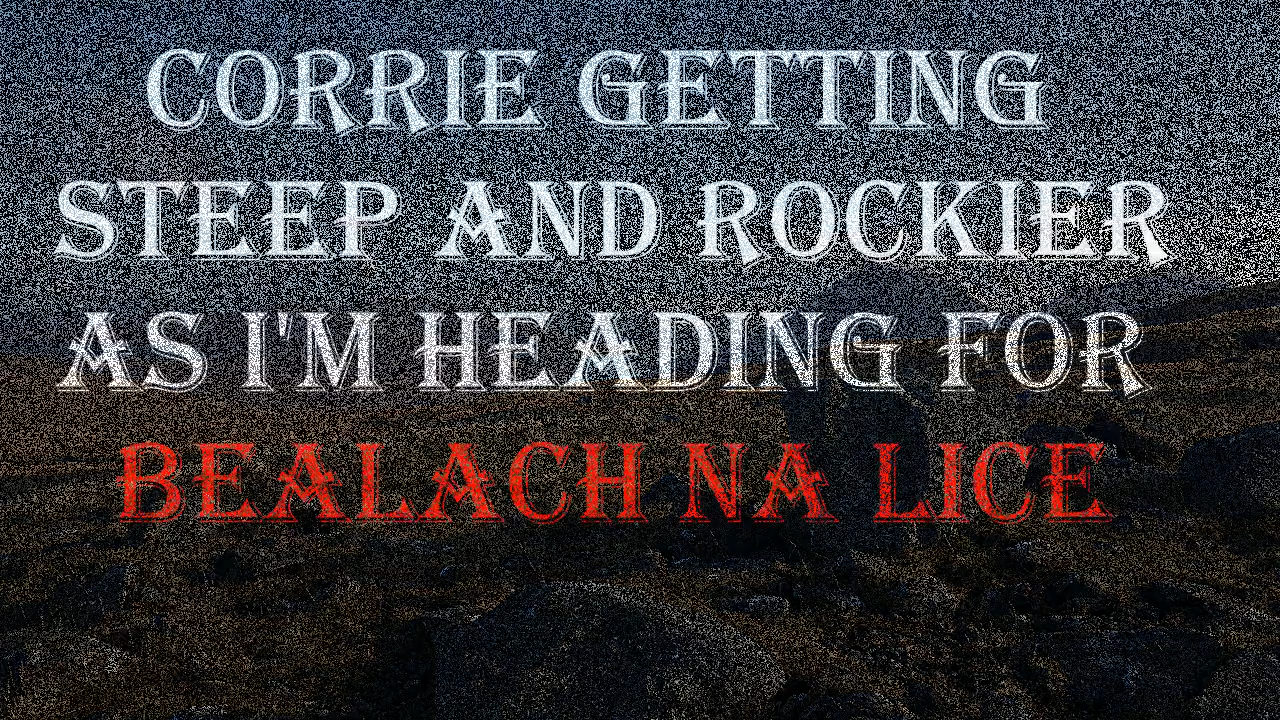 CORRIE GETTING
STEEP AND ROCKIER
AS I'M HEADING FOR
BEALACH NA LICE